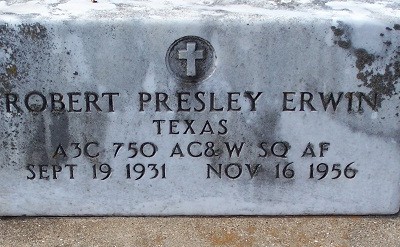 ROBERT PRESLEY ERWIN
TEXAS
A3C 750 AC&W SQ AF
SEPT 19 1931 NOV 16 1956